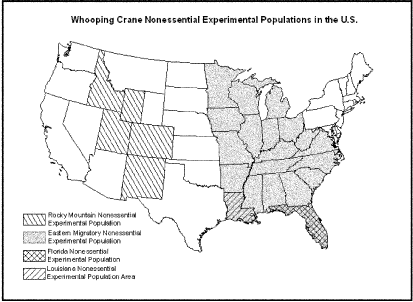 Whooping Crane Nonessential Experimental Populations in the U.S.
Rocky Mountain Nonessential
Experimental Population
Eastern Migratory Nonessential
Experimental Population
Florida Nonessential
Experimental Population
Louisiana Nonessential
Experimental Population Area